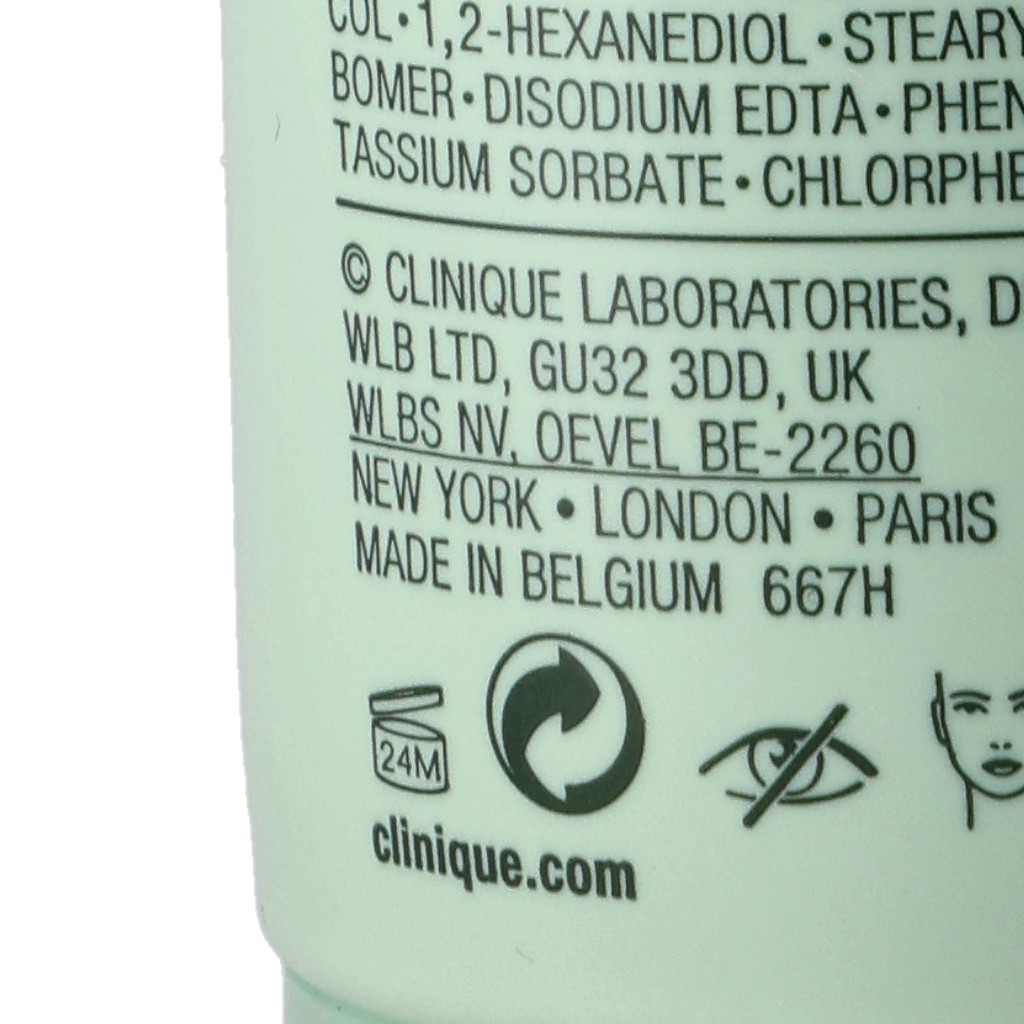 COL•1,2-HEXANEDIOL•STEARY
BOMER•DISODIUM EDTA•PHEN
TASSIUM SORBATE•CHLORPHE
© CLINIQUE LABORATORIES, D
WLB LTD, GU32 3DD, UK
WLBS NV, OEVEL BE-2260
NEW YORK • LONDON • PARIS
MADE IN BELGIUM 667H
24M
clinique.com